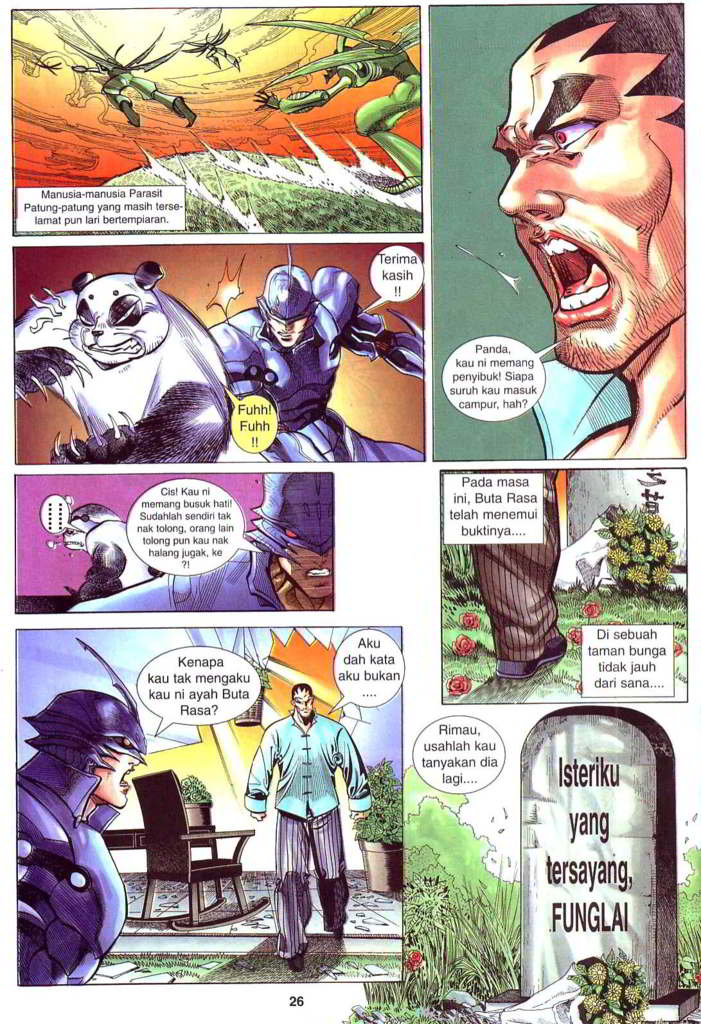 Manusia-manusia Parasit
Patung-patung yang masih terse-
lamat pun lari bertempiaran.
Panda,
kau ni memang
penyibuk! Siapa
suruh kau masuk
campur, hah?
Terima
kasih
!!
Fuhh!
Fuhh
!!
Cis! Kau ni
memang busuk hati!
Sudahlah sendiri tak
nak tolong, orang lain
tolong pun kau nak
halang jugak, ke
?!
Pada masa
ini, Buta Rasa
telah menemui
buktinya....
Di sebuah
taman bunga
tidak jauh
dari sana....
Kenapa
kau tak mengaku
kau ni ayah Buta
Rasa?
Aku
dah kata
aku bukan
....
Rimau,
usahlah kau
tanyakan dia
lagi....
Isteriku
yang
tersayang,
FUNGLAI
26